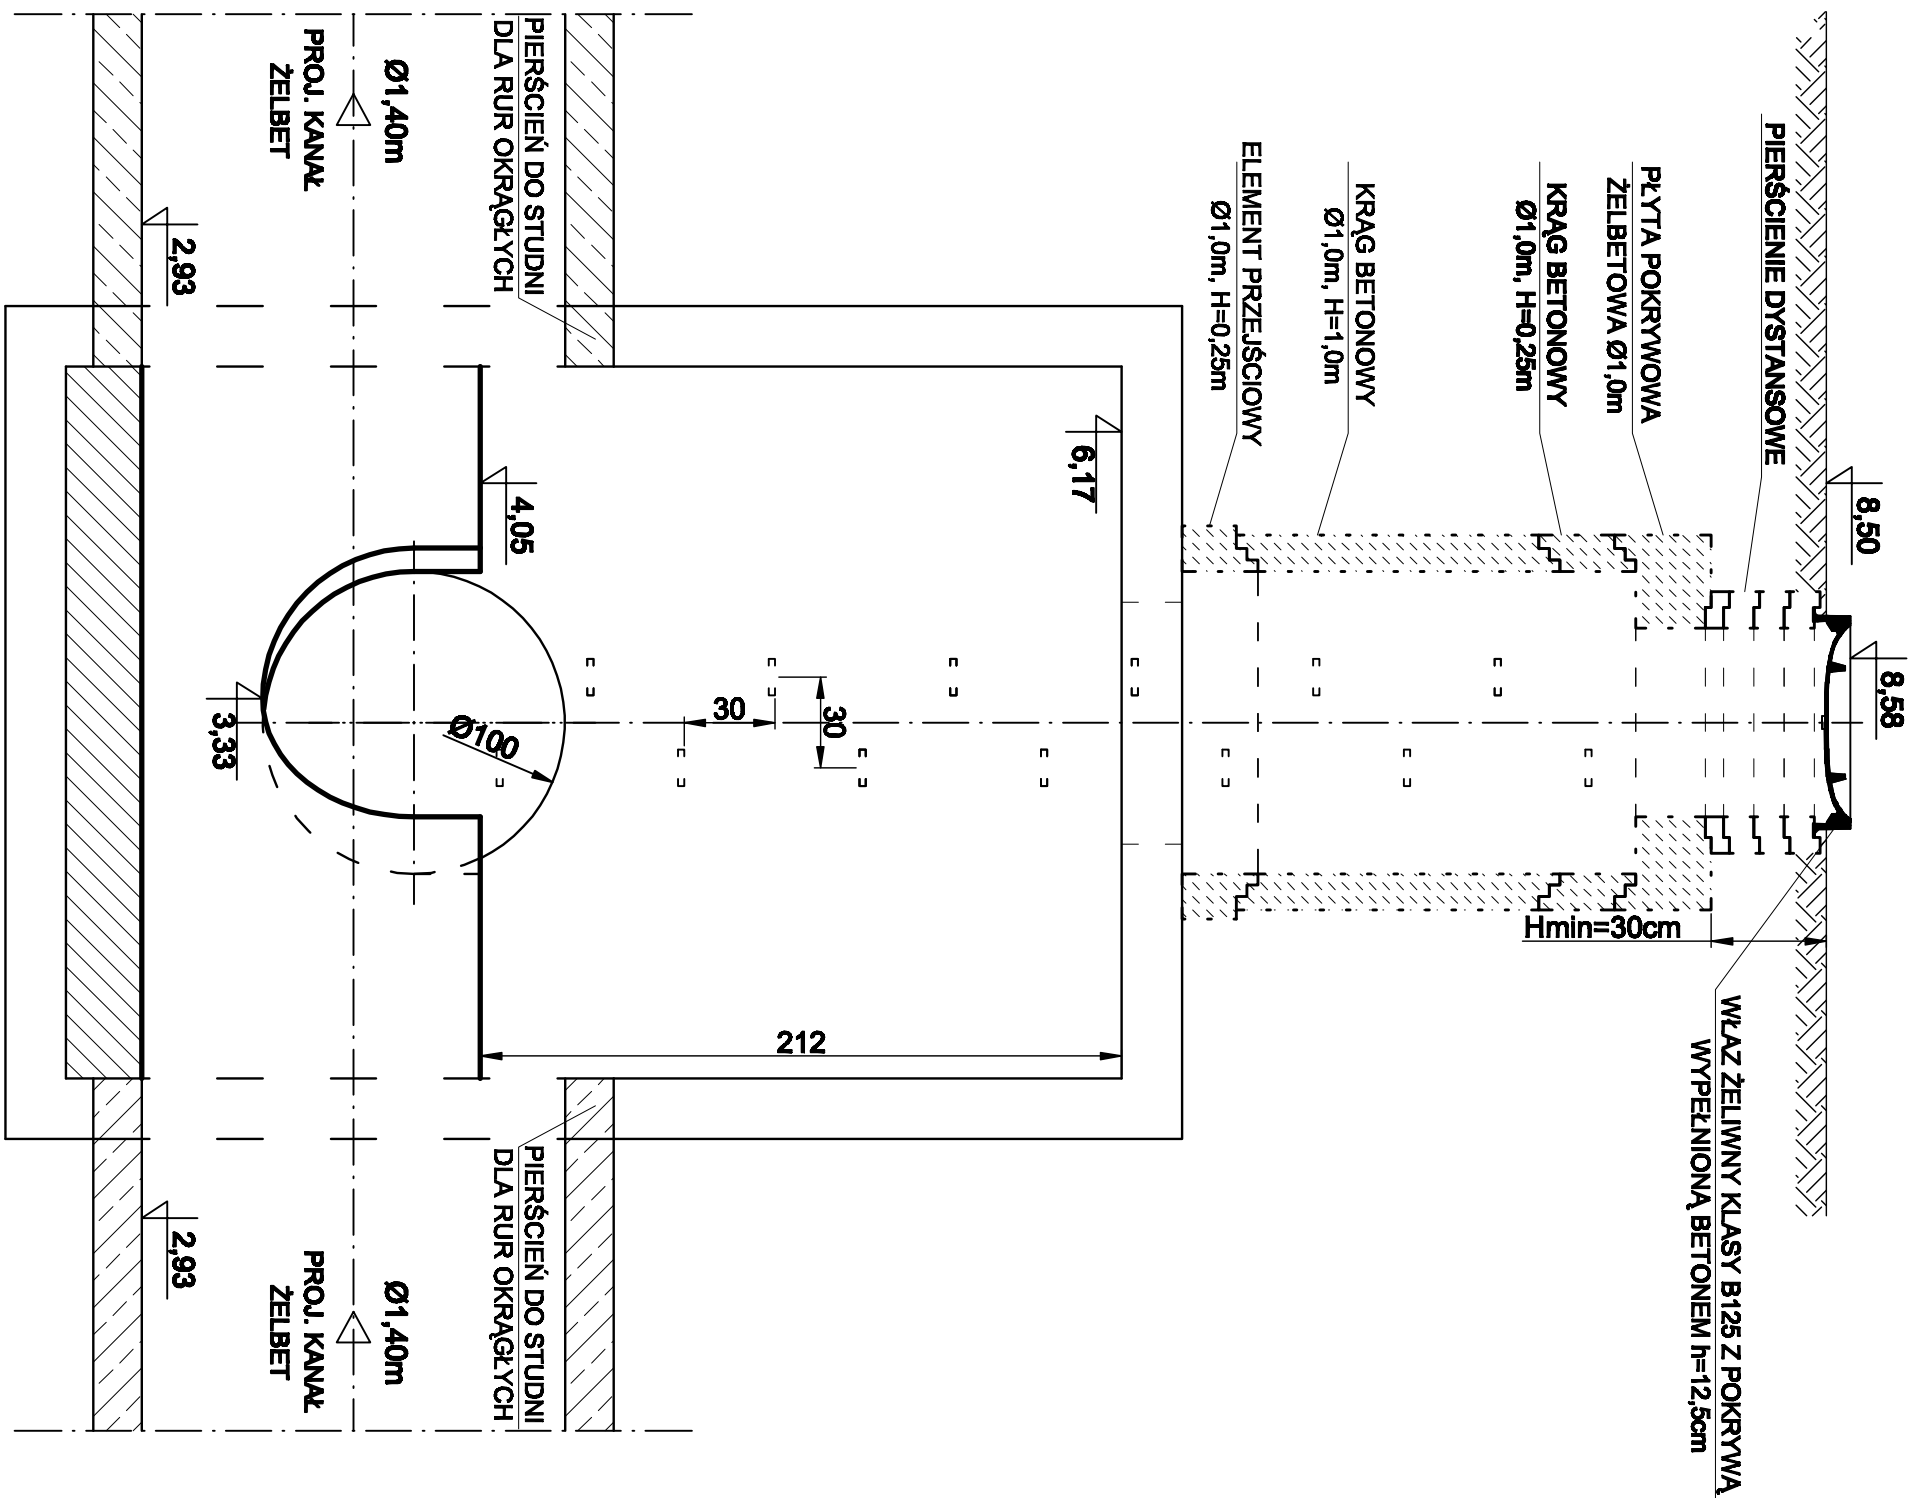 8,58
8,50
PIERŚCIENIE DYSTANSOWE
PŁYTA POKRYWOWA
ŻELBETOWA Ø1,0m
KRĄG BETONOWY
Ø1,0m, H=0,25m
KRĄG BETONOWY
Ø1,0m, H=1,0m
ELEMENT PRZEJŚCIOWY
Ø1,0m, H=0,25m
WŁAZ ŻELIWNY KLASY B125 Z POKRYWĄ
WYPEŁNIONĄ BETONEM h=12,5cm
Hmin=30cm
6,17
212
30
30
4,05
Ø100
3,33
PIERŚCIEŃ DO STUDNI
DLA RUR OKRĄGŁYCH
Ø1,40m
PROJ. KANAŁ
ŻELBET
2,93
PIERŚCIEŃ DO STUDNI
DLA RUR OKRĄGŁYCH
Ø1,40m
PROJ. KANAŁ
ŻELBET
2,93